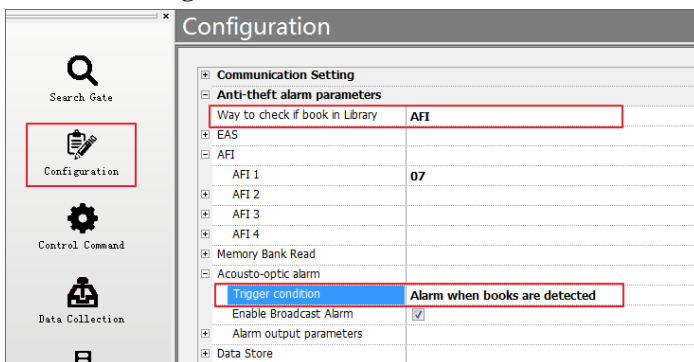 Configuration
Search Gate
Configuration
Control Command
Data Collection
Communication Setting
Anti-theft alarm parameters
Way to check if book in Library AFI
EAS
AFI
AFI 1 07
AFI 2
AFI 3
AFI 4
Memory Bank Read
Acousto-optic alarm
Trigger condition Alarm when books are detected
Enable Broadcast Alarm
Alarm output parameters
Data Store